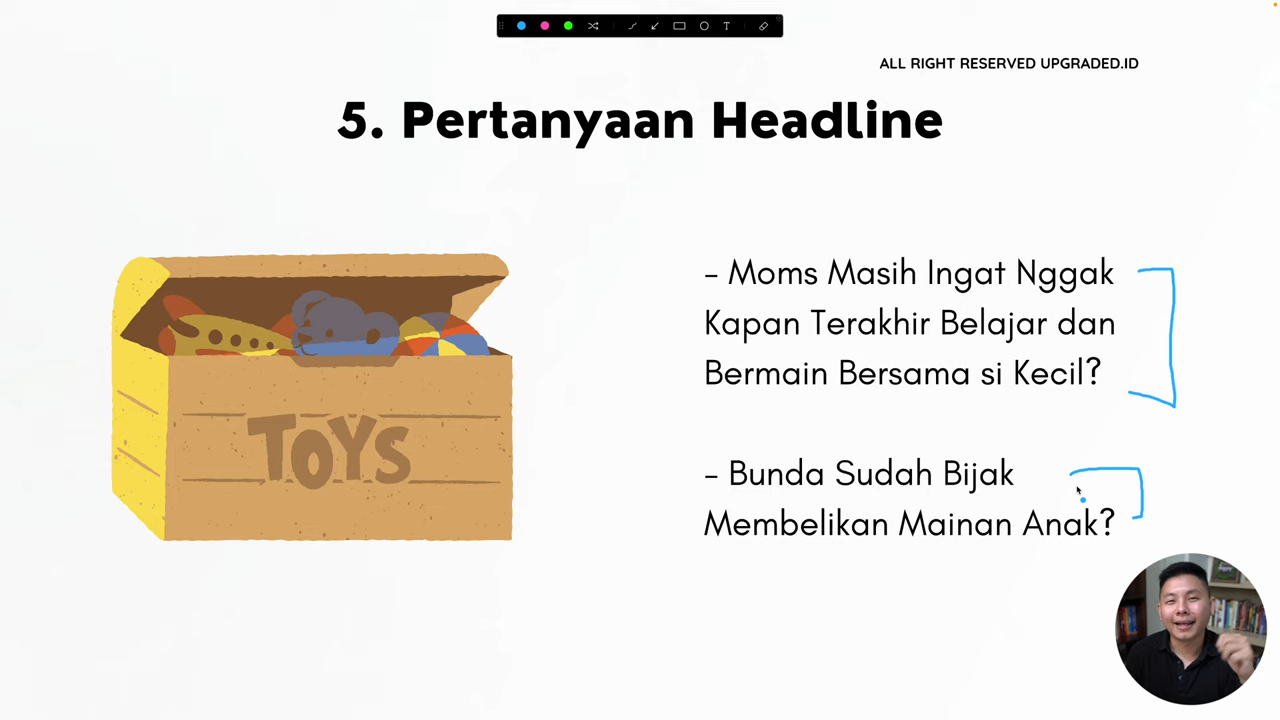 T
ALL RIGHT RESERVED UPGRADED.ID
5. Pertanyaan Headline
- Moms Masih Ingat Nggak
Kapan Terakhir Belajar dan
Bermain Bersama si Kecil?
- Bunda Sudah Bijak
Membelikan Mainan Anak?
TOYS